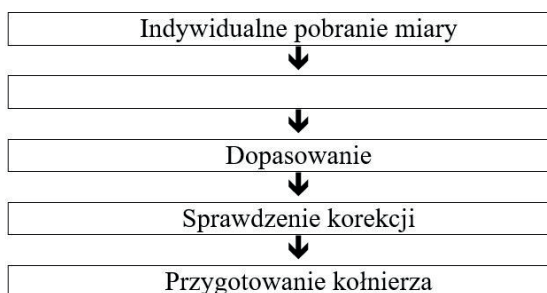 Indywidualne pobranie miary
Dopasowanie
Sprawdzenie korekcji
Przygotowanie kołnierza